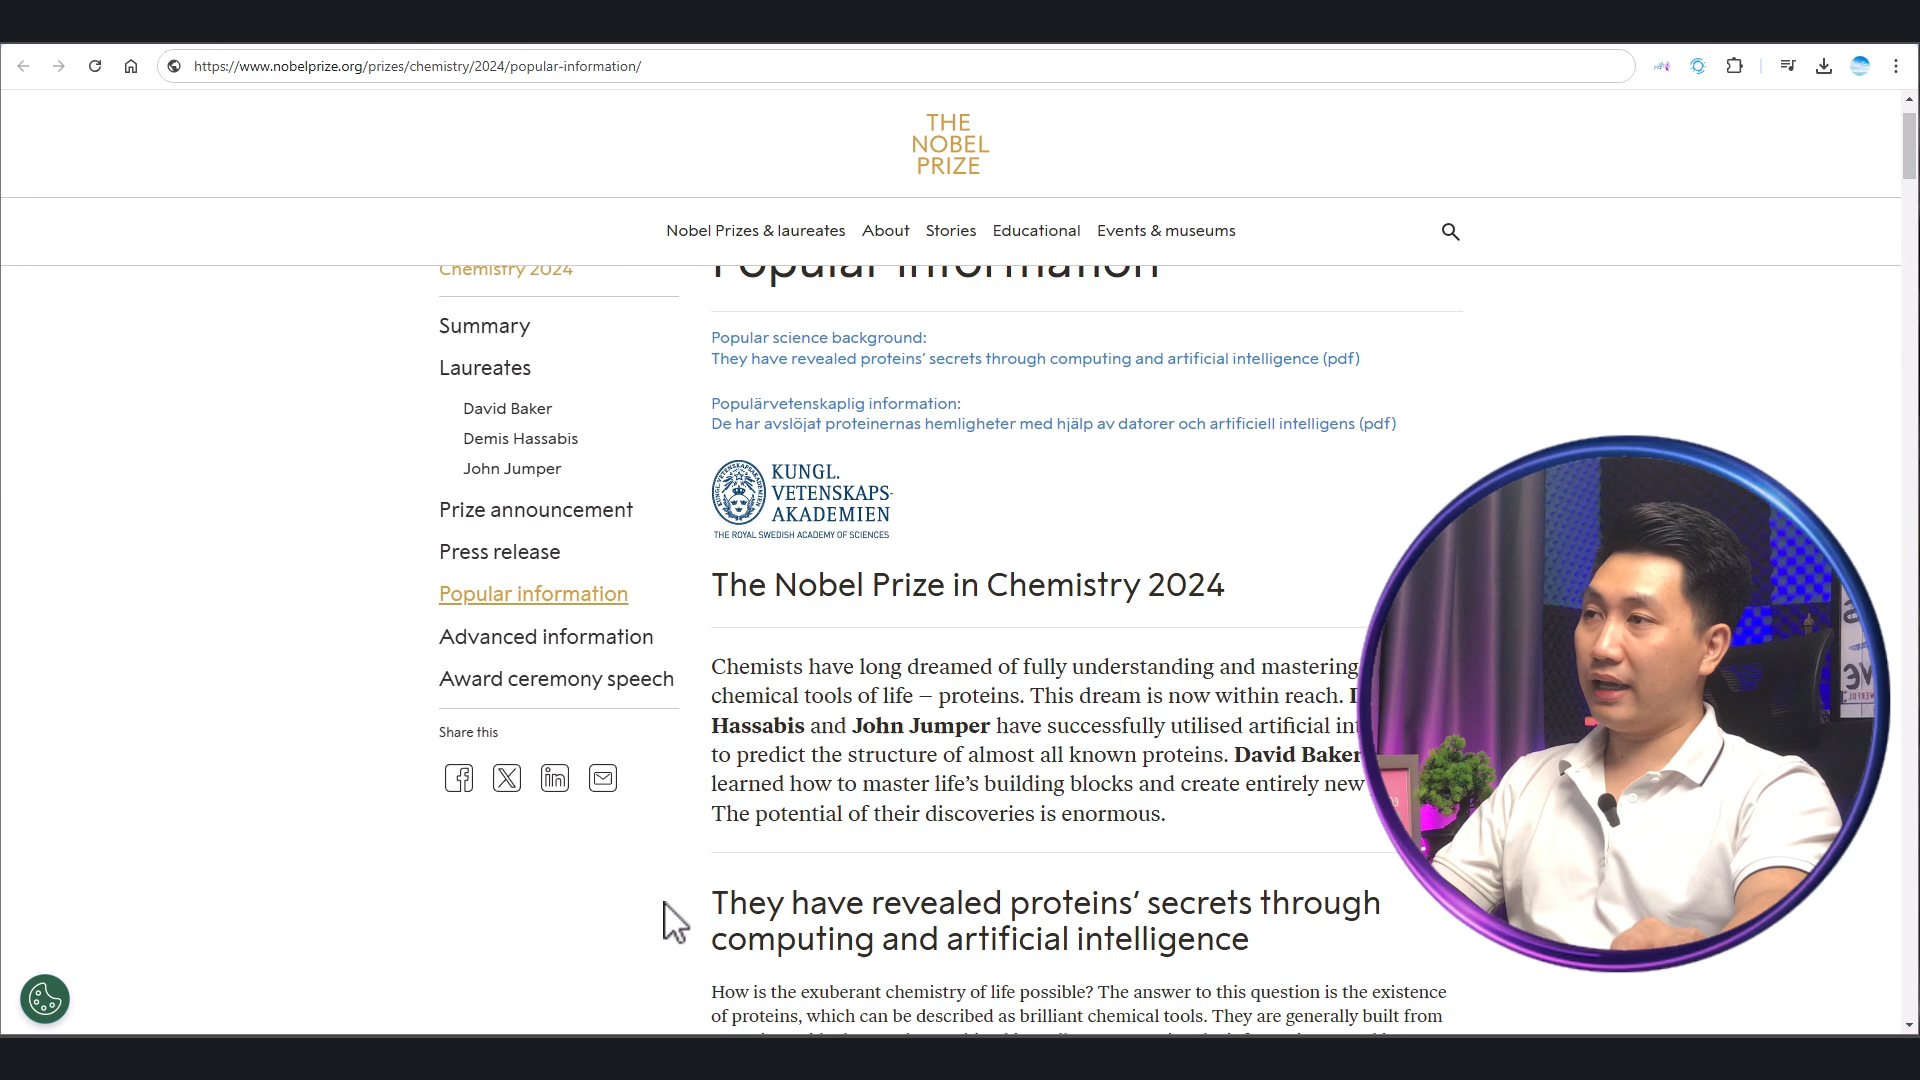 https://www.nobelprize.org/prizes/chemistry/2024/popular-information/
THE
NOBEL
PRIZE
Nobel Prizes & laureates About Stories Educational Events & museums
Chemistry 2024
Summary
Laureates
David Baker
Demis Hassabis
John Jumper
Prize announcement
Press release
Popular information
Advanced information
Award ceremony speech
Share this
Popular information
Popular science background:
They have revealed proteins’ secrets through computing and artificial intelligence (pdf)
Populärvetenskaplig information:
De har avslöjat proteinernas hemligheter med hjälp av datorer och artificiell intelligens (pdf)
KUNGL.
VETENSKAPS-
AKADEMIEN
THE ROYAL SWEDISH ACADEMY OF SCIENCES
The Nobel Prize in Chemistry 2024
Chemists have long dreamed of fully understanding and mastering
chemical tools of life – proteins. This dream is now within reach.
Hassabis and John Jumper have successfully utilised artificial
to predict the structure of almost all known proteins. David Baker
learned how to master life’s building blocks and create entirely new
The potential of their discoveries is enormous.
They have revealed proteins’ secrets through
computing and artificial intelligence
How is the exuberant chemistry of life possible? The answer to this question is the existence
of proteins, which can be described as brilliant chemical tools. They are generally built from